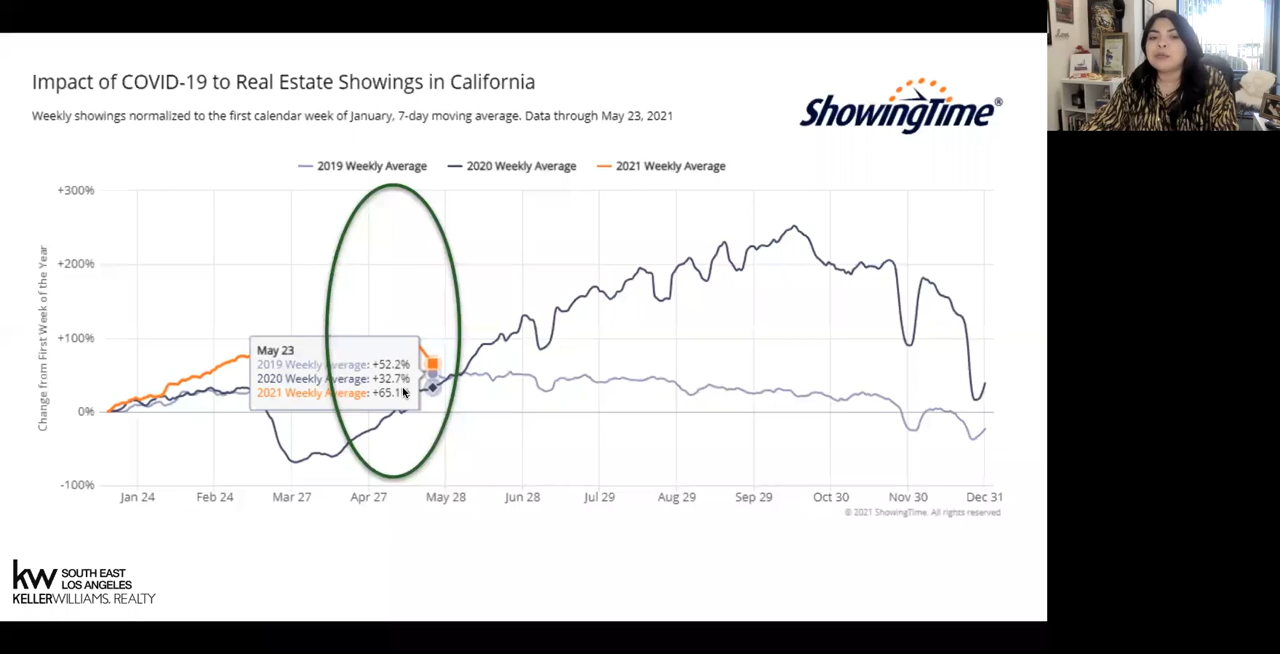 Impact of COVID-19 to Real Estate Showings in California
Weekly showings normalized to the first calendar week of January, 7-day moving average. Data through May 23, 2021
ShowingTime®
2019 Weekly Average 2020 Weekly Average 2021 Weekly Average
Change from First Week of the Year
+300%
+200%
+100%
0%
-100%
May 23
2019 Weekly Average: +52.2%
2020 Weekly Average: +32.7%
2021 Weekly Average: +65.1%
Jan 24 Feb 24 Mar 27 Apr 27 May 28 Jun 28 Jul 29 Aug 29 Sep 29 Oct 30 Nov 30 Dec 31
© 2021 ShowingTime. All rights reserved
kw SOUTH EAST
LOS ANGELES
KELLERWILLIAMS. REALTY